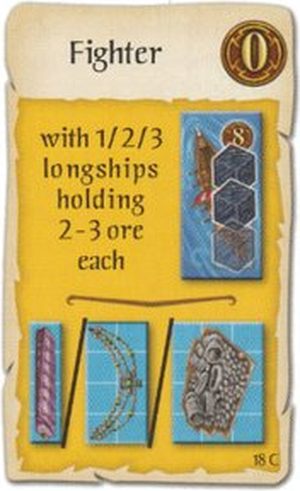 Fighter
0
with 1/2/3
longships
holding
2-3 ore
each
8
18 C